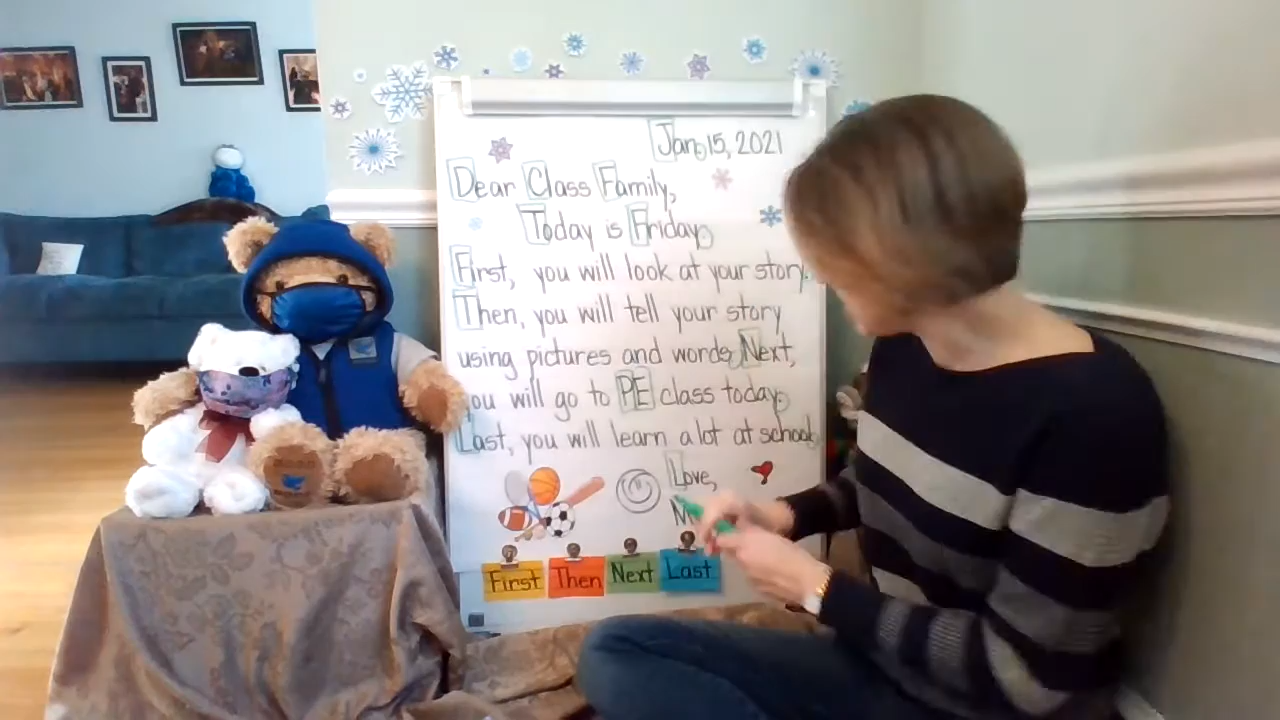 Jan. 15, 2021
Dear Class Family,
Today is Friday.
First, you will look at your story.
Then, you will tell your story
using pictures and words. Next,
you will go to PE class today.
Last, you will learn a lot at school.
Love,
First Then Next Last